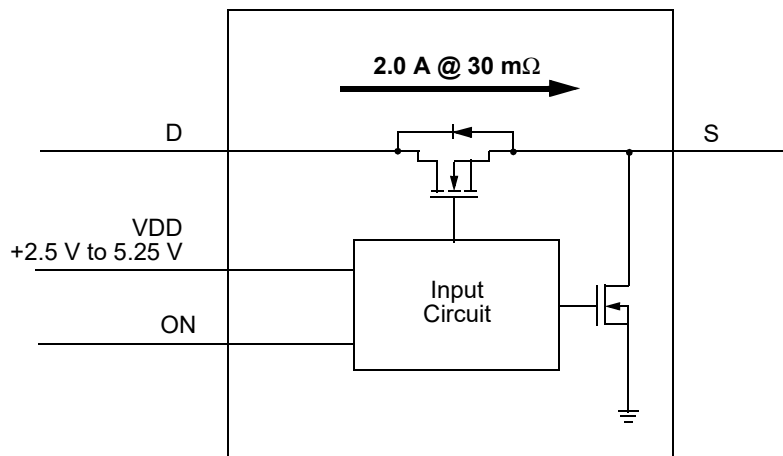 2.0 A @ 30 mΩ
D
S
VDD
+2.5 V to 5.25 V
ON
Input
Circuit